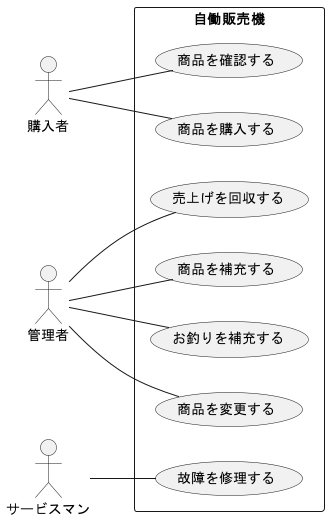 自働販売機
商品を確認する
購入者
商品を購入する
売上げを回収する
商品を補充する
管理者
お釣りを補充する
商品を変更する
故障を修理する
サービスマン